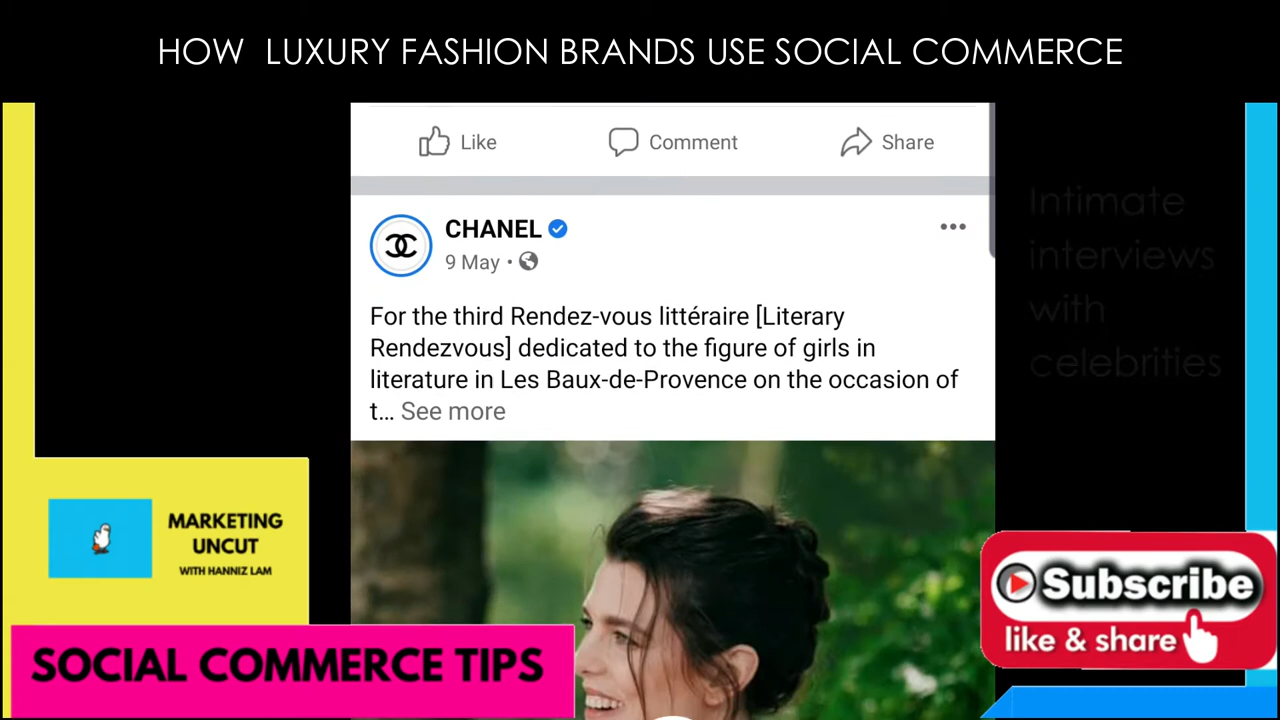 HOW LUXURY FASHION BRANDS USE SOCIAL COMMERCE
Like
Comment
Share
CHANEL
9 May
For the third Rendez-vous littéraire [Literary
Rendezvous] dedicated to the figure of girls in
literature in Les Baux-de-Provence on the occasion of
t... See more
Intimate
interviews
with
celebrities
MARKETING
UNCUT
WITH HANNIZ LAM
SOCIAL COMMERCE TIPS
Subscribe
like & share